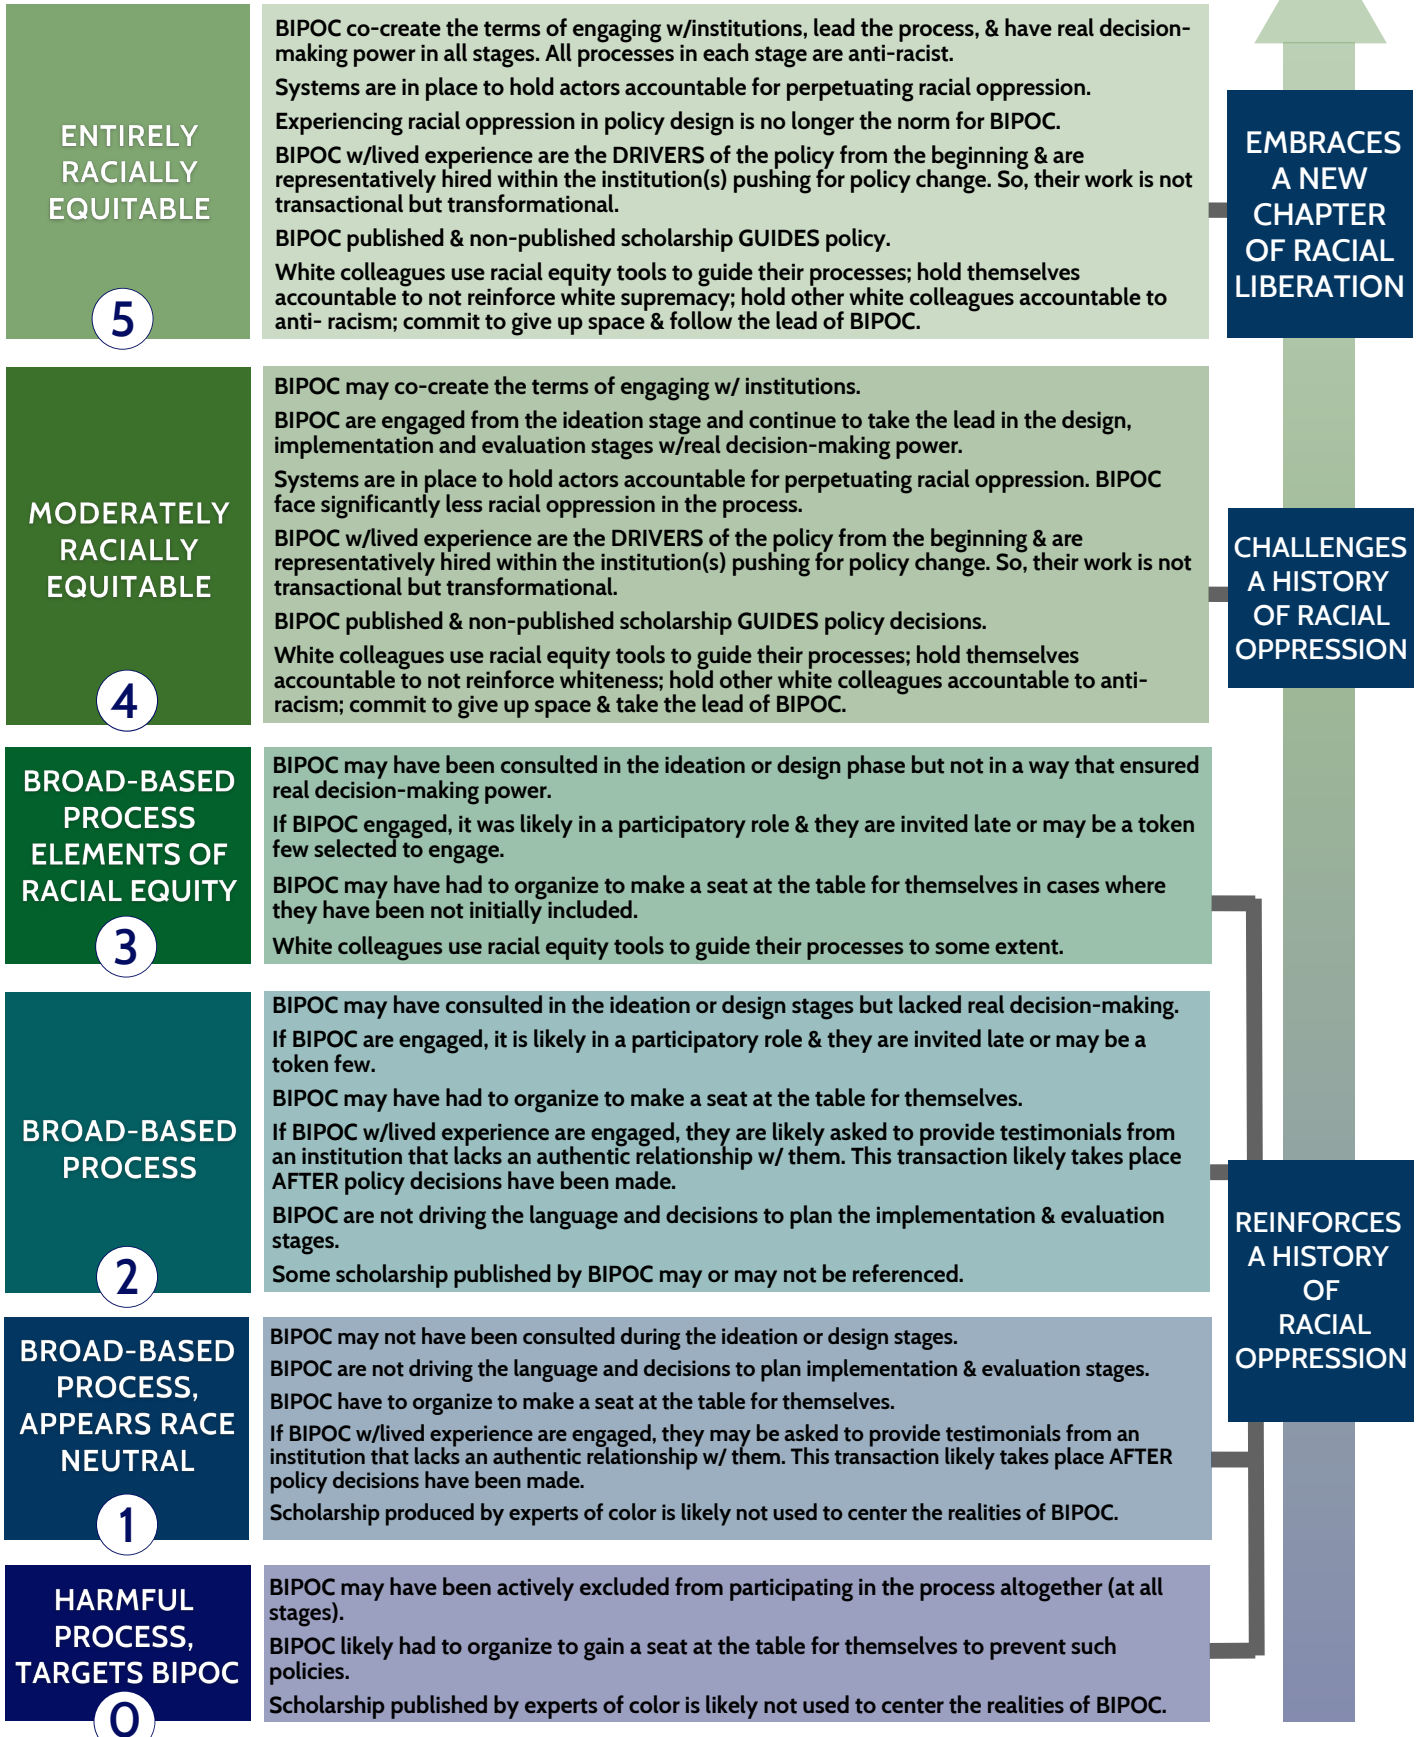 ENTIRELY
RACIALLY
EQUITABLE
5
BIPOC co-create the terms of engaging w/institutions, lead the process, & have real decision-
making power in all stages. All processes in each stage are anti-racist.
Systems are in place to hold actors accountable for perpetuating racial oppression.
Experiencing racial oppression in policy design is no longer the norm for BIPOC.
BIPOC w/lived experience are the DRIVERS of the policy from the beginning & are
representatively hired within the institution(s) pushing for policy change. So, their work is not
transactional but transformational.
BIPOC published & non-published scholarship GUIDES policy.
White colleagues use racial equity tools to guide their processes; hold themselves
accountable to not reinforce white supremacy; hold other white colleagues accountable to
anti- racism; commit to give up space & follow the lead of BIPOC.
EMBRACES
A NEW
CHAPTER
OF RACIAL
LIBERATION
MODERATELY
RACIALLY
EQUITABLE
4
BIPOC may co-create the terms of engaging w/ institutions.
BIPOC are engaged from the ideation stage and continue to take the lead in the design,
implementation and evaluation stages w/real decision-making power.
Systems are in place to hold actors accountable for perpetuating racial oppression. BIPOC
face significantly less racial oppression in the process.
BIPOC w/lived experience are the DRIVERS of the policy from the beginning & are
representatively hired within the institution(s) pushing for policy change. So, their work is not
transactional but transformational.
BIPOC published & non-published scholarship GUIDES policy decisions.
White colleagues use racial equity tools to guide their processes; hold themselves
accountable to not reinforce whiteness; hold other white colleagues accountable to anti-
racism; commit to give up space & take the lead of BIPOC.
CHALLENGES
A HISTORY
OF RACIAL
OPPRESSION
BROAD-BASED
PROCESS
ELEMENTS OF
RACIAL EQUITY
3
BIPOC may have been consulted in the ideation or design phase but not in a way that ensured
real decision-making power.
If BIPOC engaged, it was likely in a participatory role & they are invited late or may be a token
few selected to engage.
BIPOC may have had to organize to make a seat at the table for themselves in cases where
they have been not initially included.
White colleagues use racial equity tools to guide their processes to some extent.
BROAD-BASED
PROCESS
2
BIPOC may have consulted in the ideation or design stages but lacked real decision-making.
If BIPOC are engaged, it is likely in a participatory role & they are invited late or may be a
token few.
BIPOC may have had to organize to make a seat at the table for themselves.
If BIPOC w/lived experience are engaged, they are likely asked to provide testimonials from
an institution that lacks an authentic relationship w/ them. This transaction likely takes place
AFTER policy decisions have been made.
BIPOC are not driving the language and decisions to plan the implementation & evaluation
stages.
Some scholarship published by BIPOC may or may not be referenced.
REINFORCES
A HISTORY
OF
RACIAL
OPPRESSION
BROAD-BASED
PROCESS,
APPEARS RACE
NEUTRAL
1
BIPOC may not have been consulted during the ideation or design stages.
BIPOC are not driving the language and decisions to plan implementation & evaluation stages.
BIPOC have to organize to make a seat at the table for themselves.
If BIPOC w/lived experience are engaged, they may be asked to provide testimonials from an
institution that lacks an authentic relationship w/ them. This transaction likely takes place AFTER
policy decisions have been made.
Scholarship produced by experts of color is likely not used to center the realities of BIPOC.
HARMFUL
PROCESS,
TARGETS BIPOC
0
BIPOC may have been actively excluded from participating in the process altogether (at all
stages).
BIPOC likely had to organize to gain a seat at the table for themselves to prevent such
policies.
Scholarship published by experts of color is likely not used to center the realities of BIPOC.